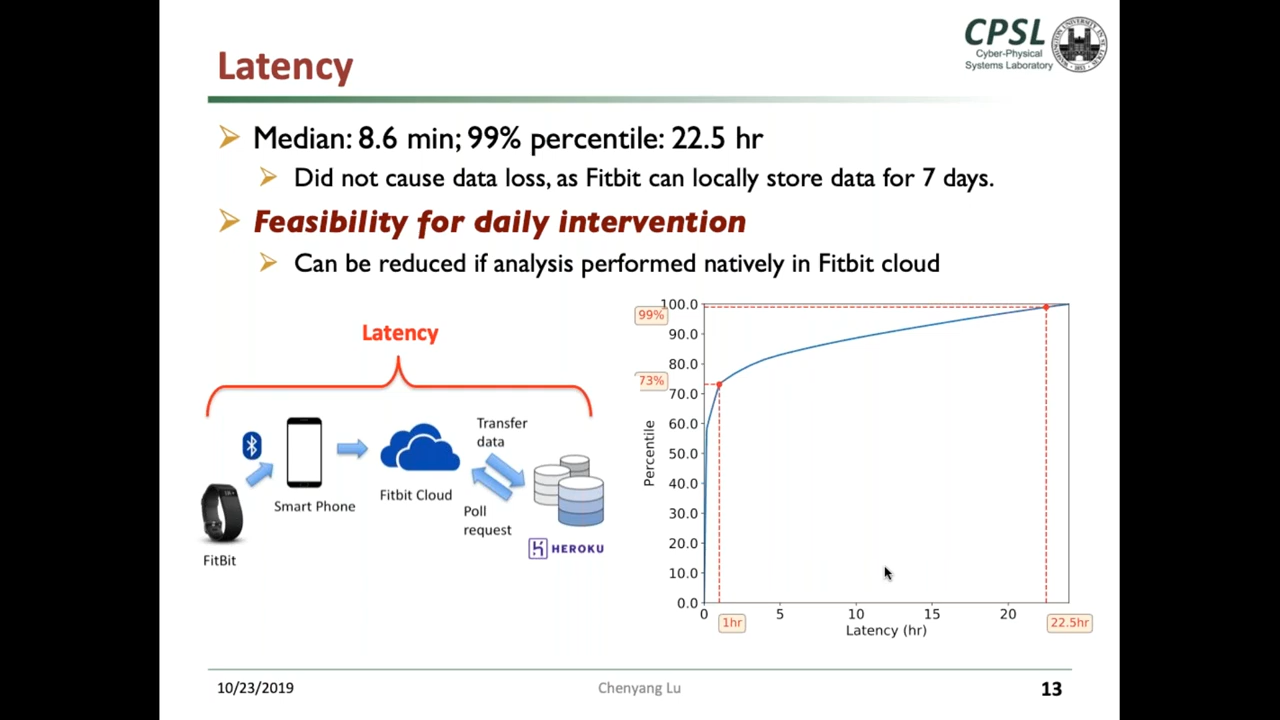 CPSL
Cyber-Physical
Systems Laboratory
Latency
Median: 8.6 min; 99% percentile: 22.5 hr
Did not cause data loss, as Fitbit can locally store data for 7 days.
Feasibility for daily intervention
Can be reduced if analysis performed natively in Fitbit cloud
Latency
Transfer
data
Fitbit Cloud
Smart Phone
Poll
request
HEROKU
FitBit
99%
73%
100.0
90.0
80.0
70.0
60.0
50.0
40.0
30.0
20.0
10.0
0.0
Percentile
0 5 10 15 20
1hr
22.5hr
Latency (hr)
10/23/2019
Chenyang Lu
13